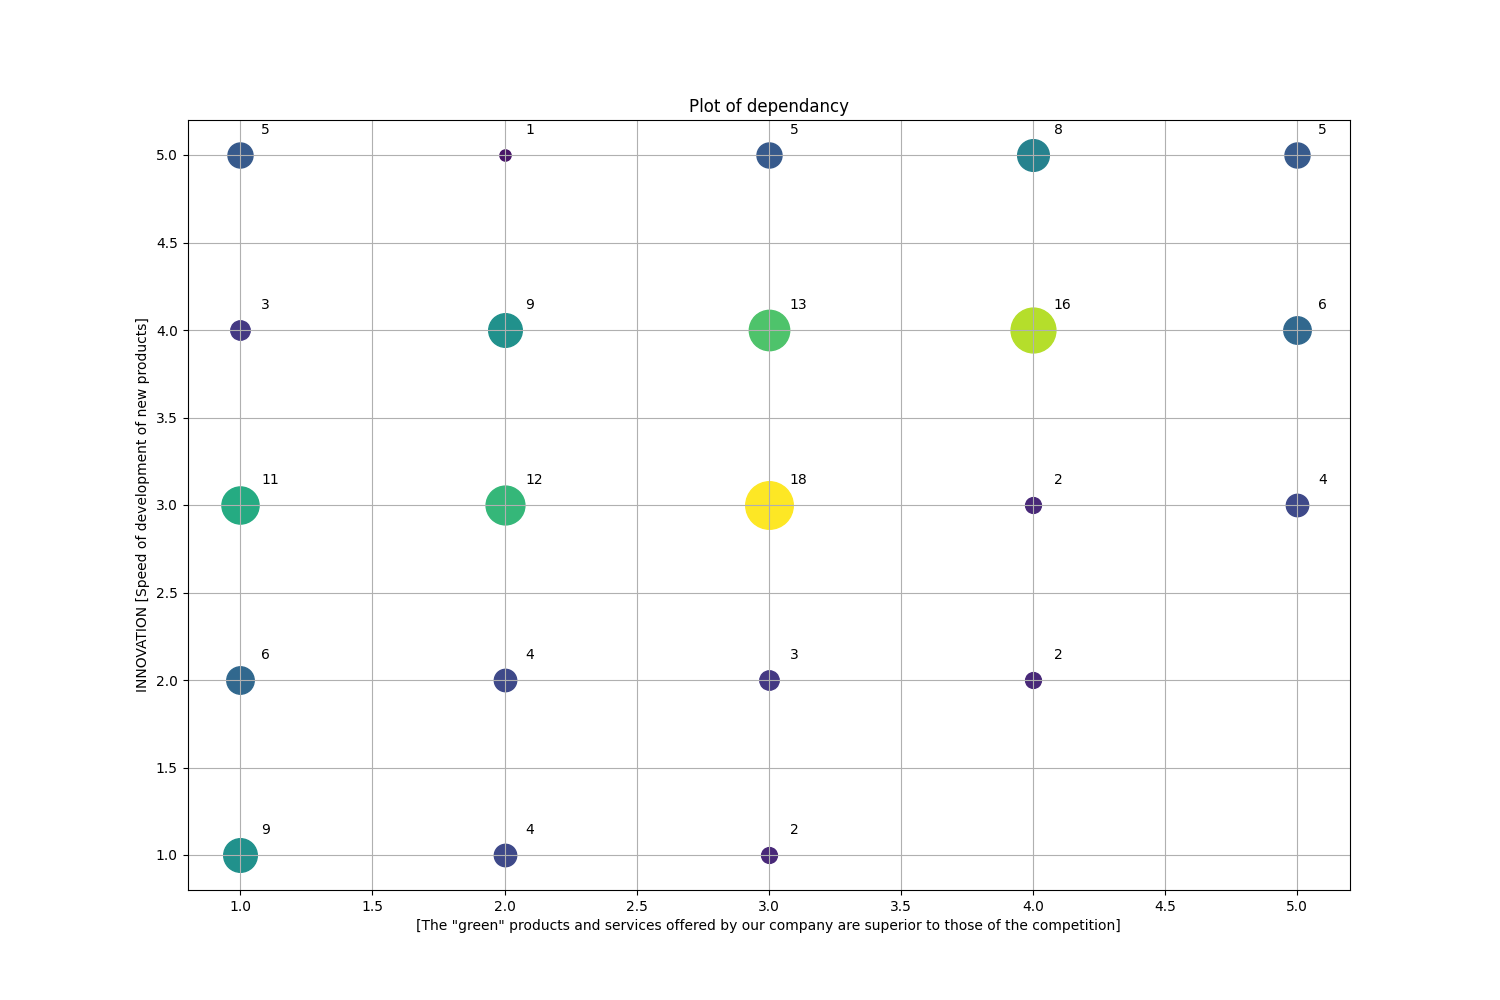 Plot of dependancy
5 1 5 8 5
5.0
4.5
3 9 13 16 6
4.0
3.5
11 12 18 2 4
3.0
2.5
6 4 3 2
2.0
1.5
9 4 2
1.0
INNOVATION [Speed of development of new products]
1.0 1.5 2.0 2.5 3.0 3.5 4.0 4.5 5.0
[The "green" products and services offered by our company are superior to those of the competition]